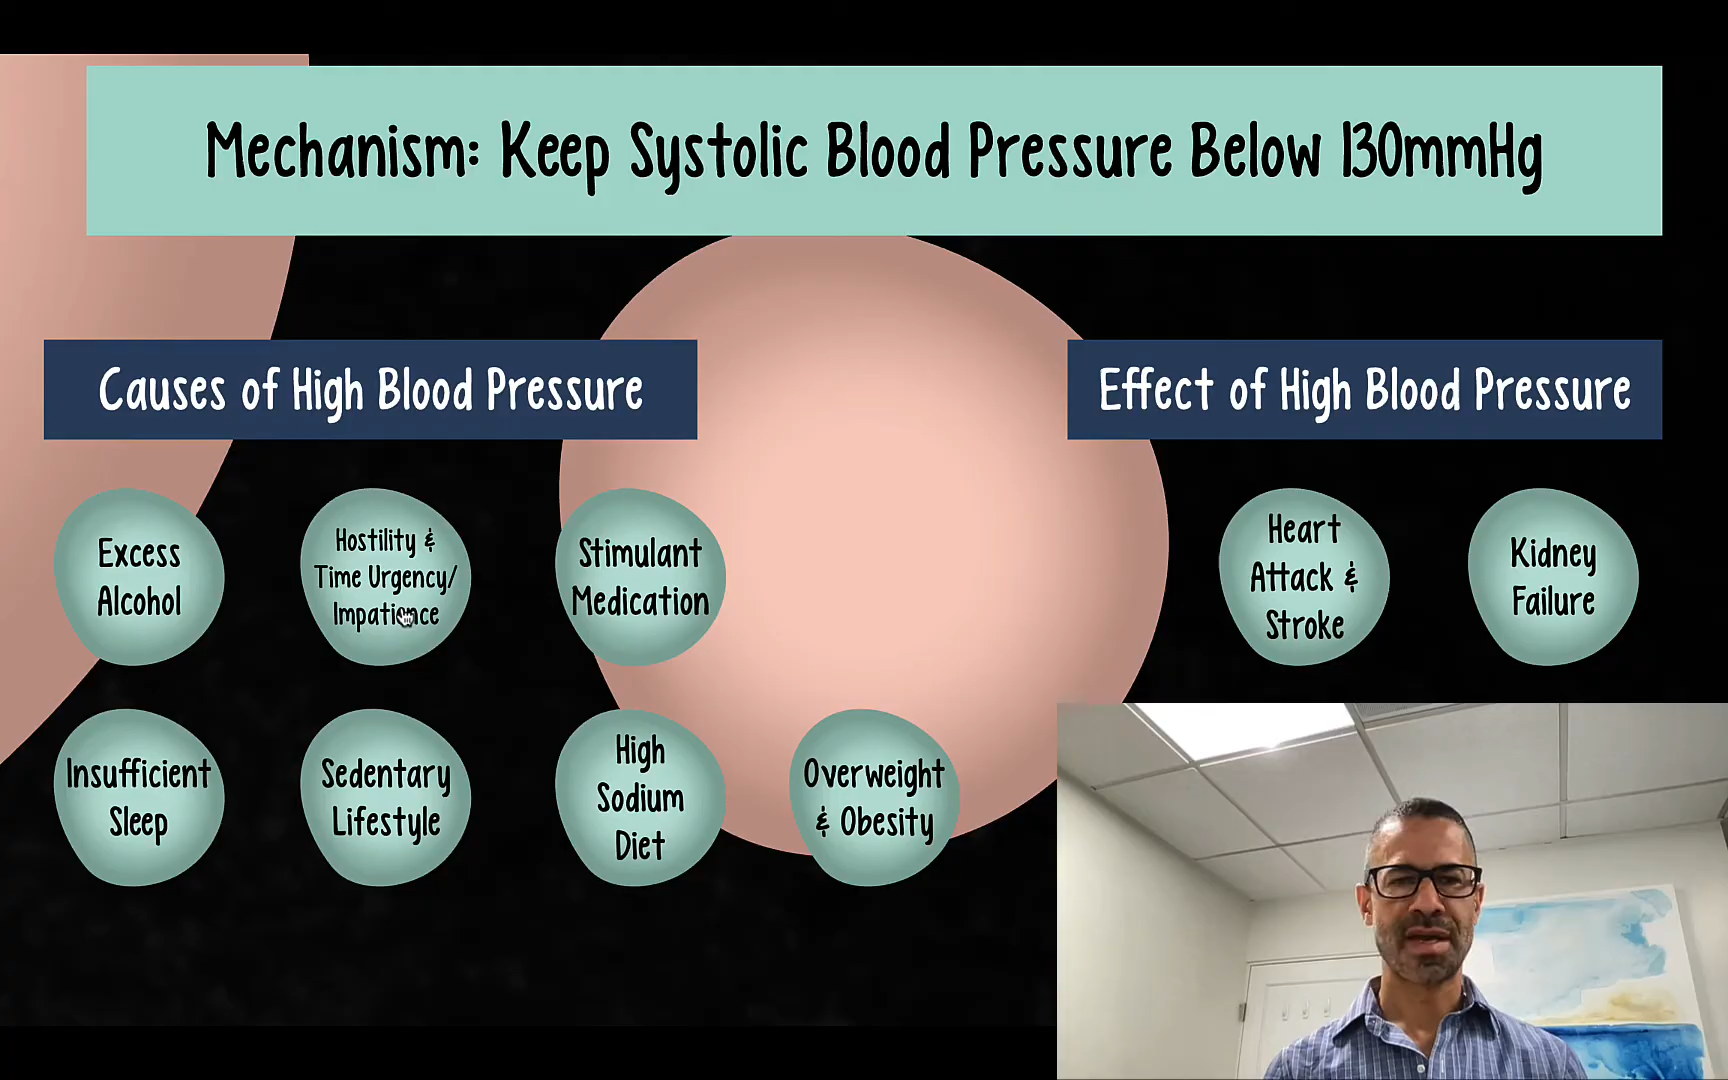 Mechanism: Keep Systolic Blood Pressure Below 130mmHg
Causes of High Blood Pressure
Effect of High Blood Pressure
Excess
Alcohol
Hostility &
Time Urgency/
Impatience
Stimulant
Medication
Heart
Attack &
Stroke
Kidney
Failure
Insufficient
Sleep
Sedentary
Lifestyle
High
Sodium
Diet
Overweight
& Obesity